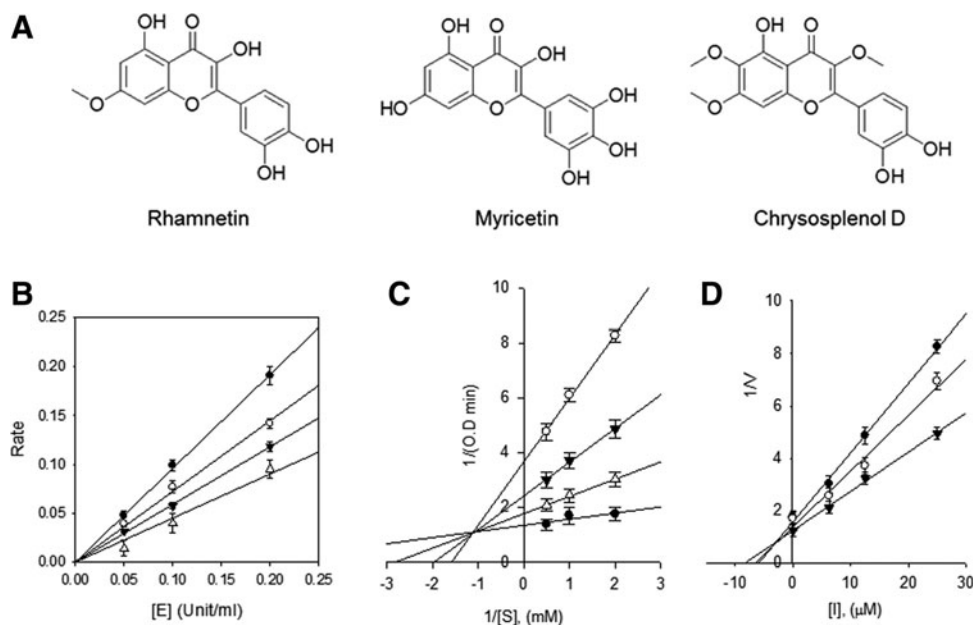 A
OH
O
OH
O
O
OH
OH
Rhamnetin
OH
O
OH
HO
O
OH
OH
OH
Myricetin
OH
O
O
O
O
O
OH
OH
Chrysosplenol D
B
Rate
0.25
0.20
0.15
0.10
0.05
0.00
0.00 0.05 0.10 0.15 0.20 0.25
[E] (Unit/ml)
C
1/(O.D min)
10
8
6
4
2
0
-3 -2 -1 0 1 2 3
1/[S], (mM)
D
1/V
10
8
6
4
2
0
-10 0 10 20 30
[I], (μM)